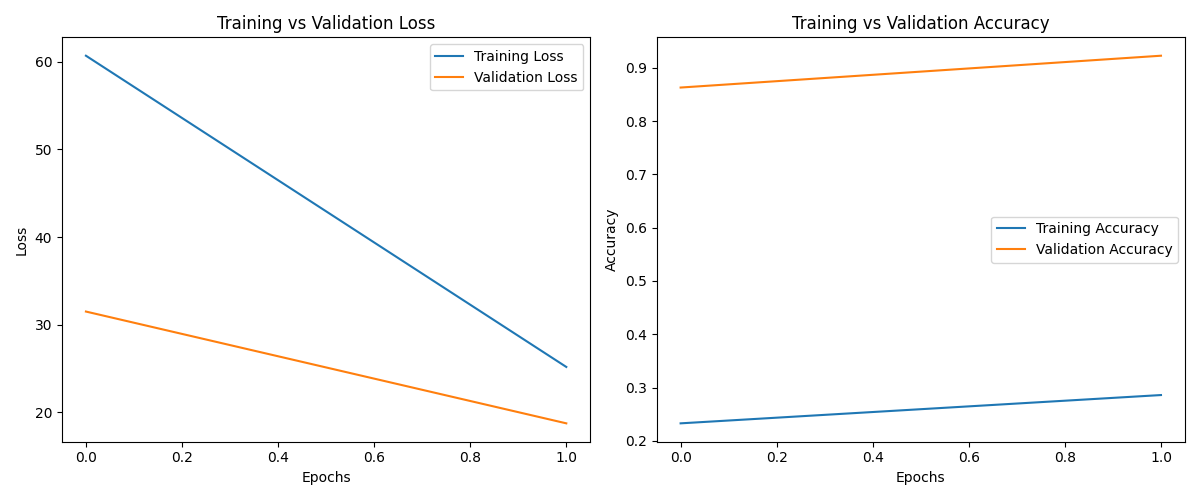 Training vs Validation Loss
Training Loss
Validation Loss
60
50
40
30
20
Loss
0.0 0.2 0.4 0.6 0.8 1.0
Epochs
Training vs Validation Accuracy
0.9
0.8
0.7
0.6
0.5
0.4
0.3
0.2
Accuracy
Training Accuracy
Validation Accuracy
0.0 0.2 0.4 0.6 0.8 1.0
Epochs